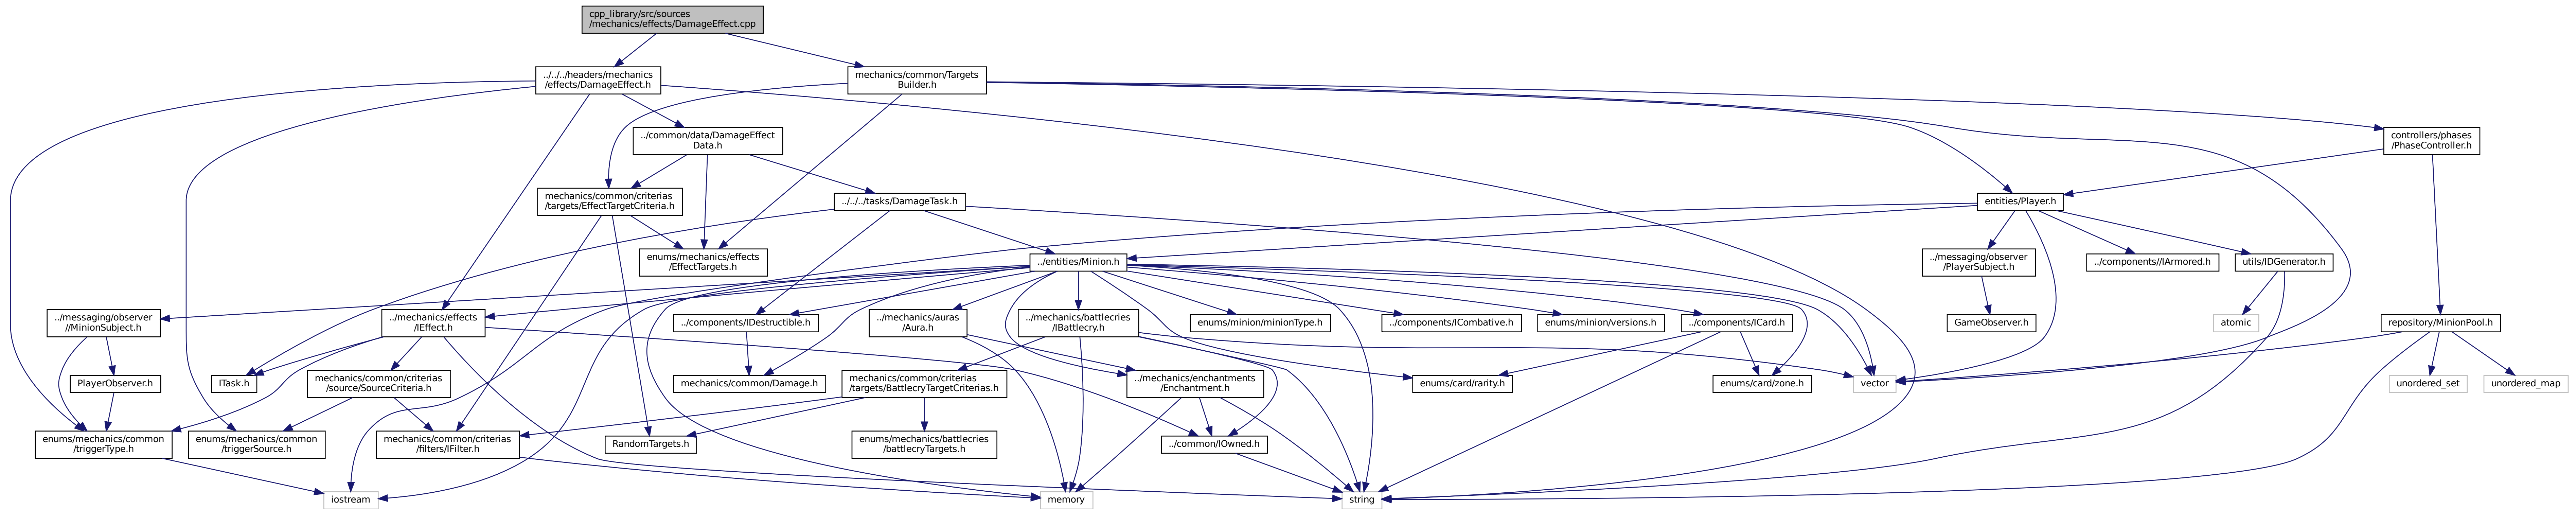 cpp_library/src/sources
/mechanics/effects/DamageEffect.cpp
../../../headers/mechanics
/effects/DamageEffect.h
mechanics/common/Targets
Builder.h
../common/data/DamageEffect
Data.h
controllers/phases
/PhaseController.h
mechanics/common/criterias
/targets/EffectTargetCriteria.h
../../../tasks/DamageTask.h
entities/Player.h
enums/mechanics/effects
/EffectTargets.h
../entities/Minion.h
../messaging/observer
/PlayerSubject.h
../components//IArmored.h
utils/IDGenerator.h
../messaging/observer
//MinionSubject.h
../mechanics/effects
/IEffect.h
../components/IDestructible.h
../mechanics/auras
/Aura.h
../mechanics/battlecries
/IBattlecry.h
enums/minion/minionType.h
../components/ICombative.h
enums/minion/versions.h
../components/ICard.h
GameObserver.h
atomic
repository/MinionPool.h
PlayerObserver.h
ITask.h
mechanics/common/criterias
/source/SourceCriteria.h
mechanics/common/Damage.h
mechanics/common/criterias
/targets/BattlecryTargetCriterias.h
../mechanics/enchantments
/Enchantment.h
enums/card/rarity.h
enums/card/zone.h
vector
unordered_set
unordered_map
enums/mechanics/common
/triggerType.h
enums/mechanics/common
/triggerSource.h
mechanics/common/criterias
/filters/IFilter.h
RandomTargets.h
enums/mechanics/battlecries
/battlecryTargets.h
../common/IOwned.h
iostream
memory
string